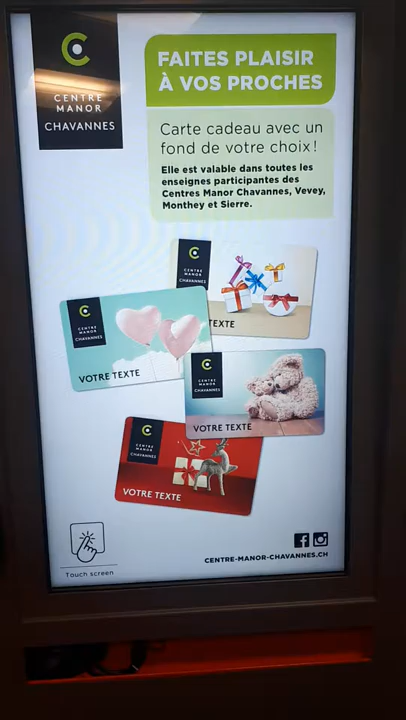 CENTRE
MANOR
CHAVANNES
FAITES PLAISIR
À VOS PROCHES
Carte cadeau avec un
fond de votre choix !
Elle est valable dans toutes les
enseignes participantes des
Centres Manor Chavannes, Vevey,
Monthey et Sierre.
CENTRE
MANOR
CHAVANNES
TEXTE
CENTRE
MANOR
CHAVANNES
VOTRE TEXTE
CENTRE
MANOR
CHAVANNES
VOTRE TEXTE
CENTRE
MANOR
CHAVANNES
VOTRE TEXTE
Touch screen
CENTRE-MANOR-CHAVANNES.CH